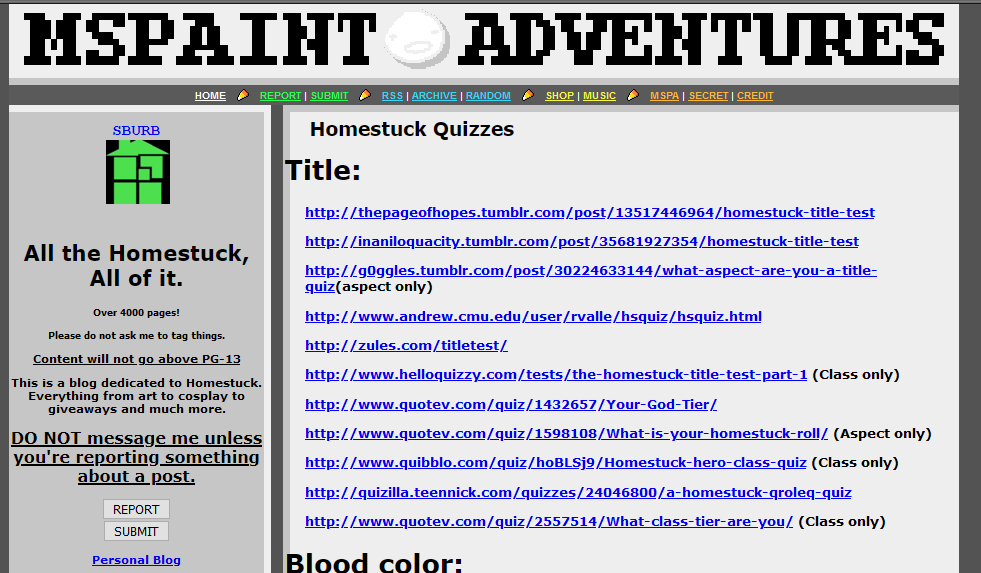 MSPAINT ADVENTURES
HOME REPORT | SUBMIT RSS | ARCHIVE | RANDOM SHOP | MUSIC MSPA | SECRET | CREDIT
SBURB
All the Homestuck,
All of it.
Over 4000 pages!
Please do not ask me to tag things.
Content will not go above PG-13
This is a blog dedicated to Homestuck.
Everything from art to cosplay to
giveaways and much more.
DO NOT message me unless
you're reporting something
about a post.
REPORT
SUBMIT
Personal Blog
Homestuck Quizzes
Title:
http://thepageofhopes.tumblr.com/post/13517446964/homestuck-title-test
http://inaniloquacity.tumblr.com/post/35681927354/homestuck-title-test
http://g0ggles.tumblr.com/post/30224633144/what-aspect-are-you-a-title-
quiz(aspect only)
http://www.andrew.cmu.edu/user/rvalle/hsquiz/hsquiz.html
http://zules.com/titletest/
http://www.helloquizzy.com/tests/the-homestuck-title-test-part-1 (Class only)
http://www.quotev.com/quiz/1432657/Your-God-Tier/
http://www.quotev.com/quiz/1598108/What-is-your-homestuck-roll/ (Aspect only)
http://www.quibblo.com/quiz/hoBLSj9/Homestuck-hero-class-quiz (Class only)
http://quizilla.teennick.com/quizzes/24046800/a-homestuck-qroleq-quiz
http://www.quotev.com/quiz/2557514/What-class-tier-are-you/ (Class only)
Blood color: